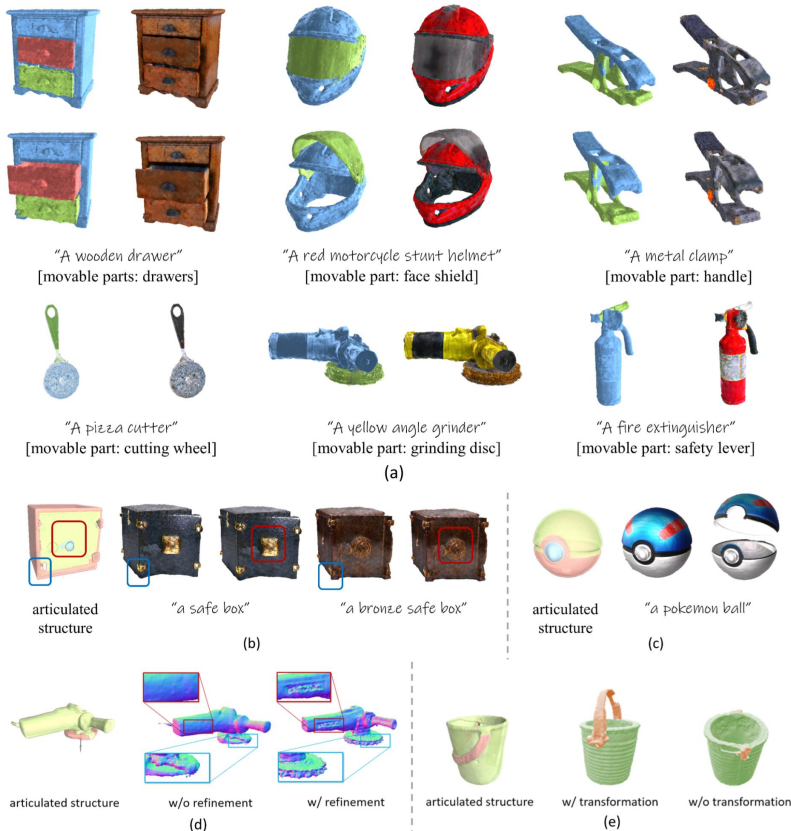 "A wooden drawer"
[movable parts: drawers]
"A red motorcycle stunt helmet"
[movable part: face shield]
"A metal clamp"
[movable part: handle]
"A pizza cutter"
[movable part: cutting wheel]
"A yellow angle grinder"
[movable part: grinding disc]
"A fire extinguisher"
[movable part: safety lever]
(a)
articulated
structure
"a safe box"
"a bronze safe box"
(b)
articulated
structure
"a pokemon ball"
(c)
articulated structure
w/o refinement
w/ refinement
(d)
articulated structure
w/ transformation
w/o transformation
(e)